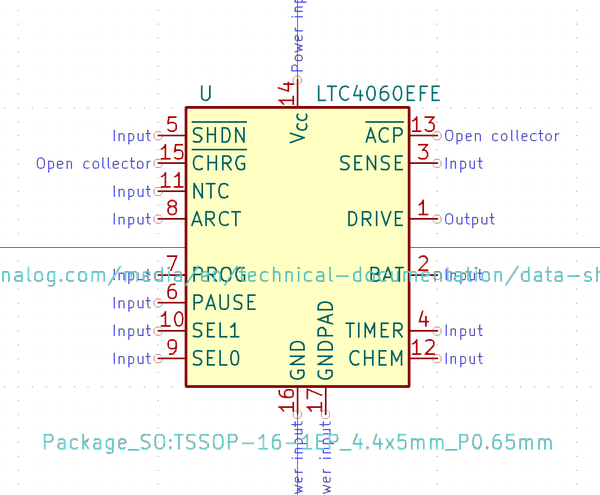 Power in
U
LTC4060EFE
14
Vcc
Input 5 SHDN
ACP 13 Open collector
Open collector 15 CHRG
SENSE 3 Input
Input 11 NTC
Input 8 ARCT
DRIVE 1 Output
Input 7 PROG
BAT 2 Input
nalog.com/media/en/technical-documentation/data-sh
Input 6 PAUSE
Input 10 SEL1
TIMER 4 Input
Input 9 SEL0
CHEM 12 Input
GND
GNDPAD
16
17
wer input
wer input
Package_SO:TSSOP-16-1EP_4.4x5mm_P0.65mm